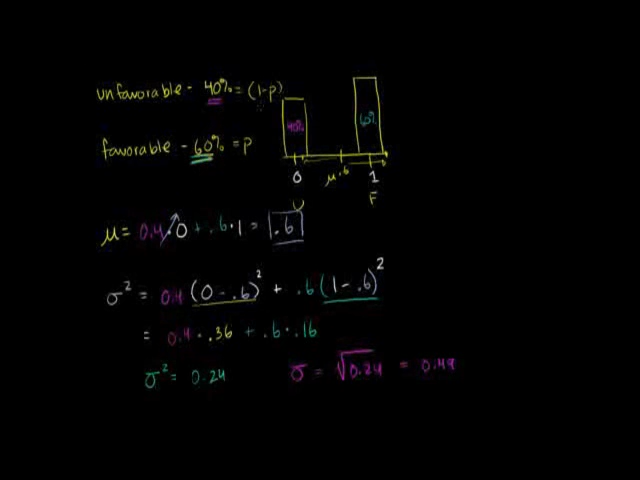 unfavorable - 40% = (1-p)
40%
60%
favorable - 60% = p
0 μ .6 1
U F
μ = 0.4 · 0 + .6 · 1 = .6
σ² = 0.4 (0 - .6)² + .6 (1 - .6)²
= 0.4 · .36 + .6 · .16
σ² = 0.24 σ = √0.24 = 0.49